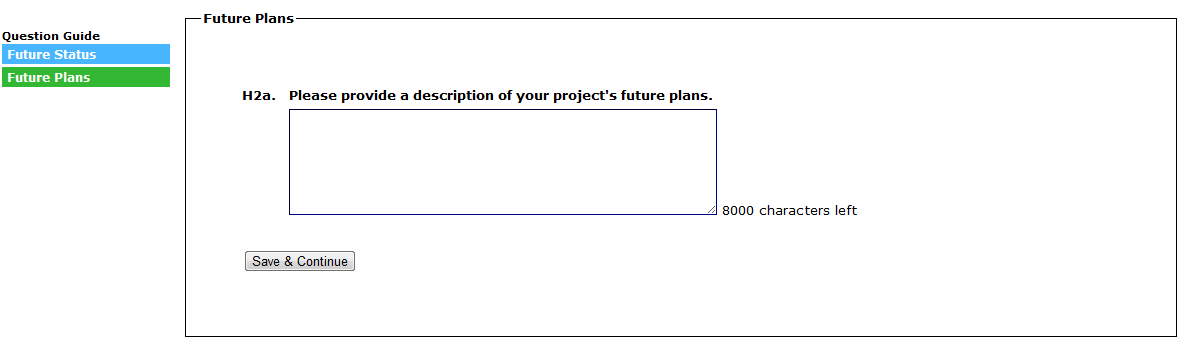 Question Guide
Future Status
Future Plans
Future Plans
H2a. Please provide a description of your project's future plans.
8000 characters left
Save & Continue